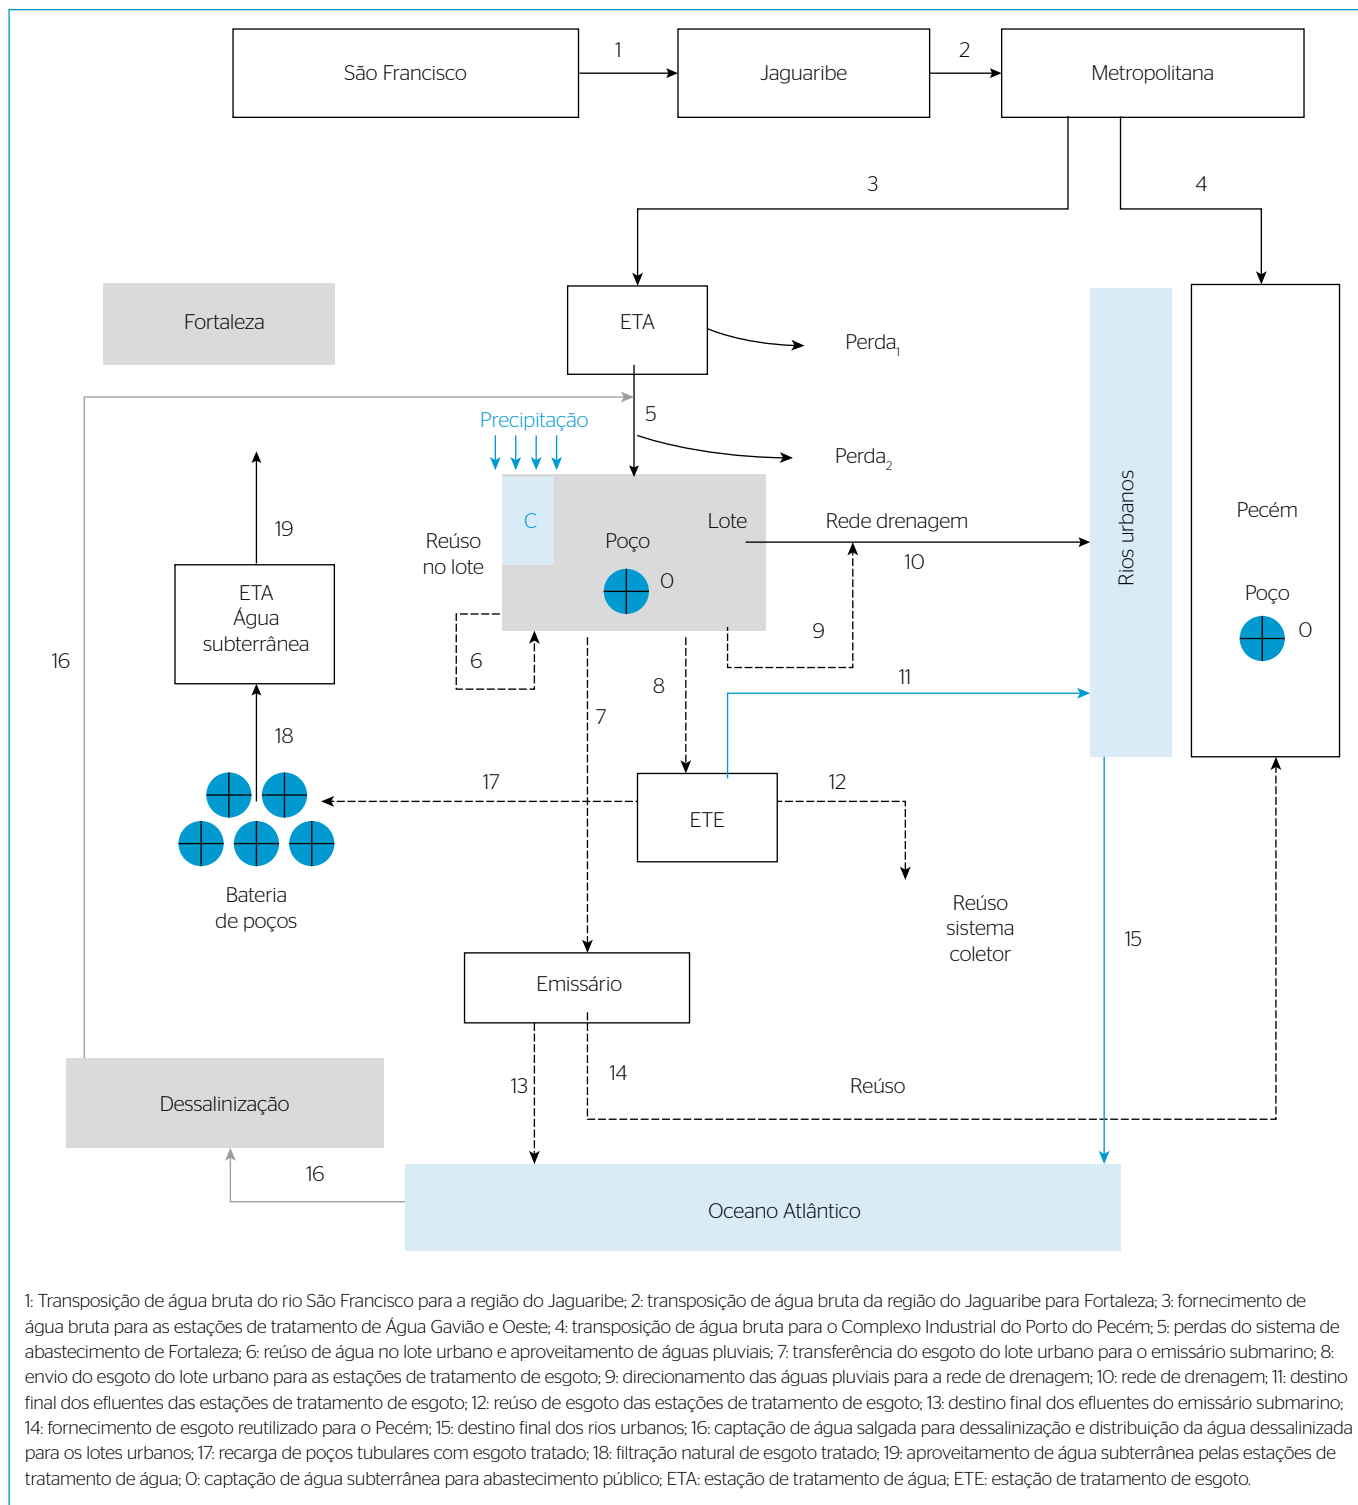 São Francisco
1
Jaguaribe
2
Metropolitana
3
4
Fortaleza
ETA
Perda1
5
Precipitação
Perda2
C
Lote
Rede drenagem
Reúso
no lote
Poço
0
10
Rios urbanos
Pecém
Poço
0
19
ETA
Água
subterrânea
16
6
9
8
11
7
18
17
12
ETE
Bateria
de poços
Reúso
sistema
coletor
15
Emissário
13
14
Reúso
Dessalinização
16
Oceano Atlântico
1: Transposição de água bruta do rio São Francisco para a região do Jaguaribe; 2: transposição de água bruta da região do Jaguaribe para Fortaleza; 3: fornecimento de
água bruta para as estações de tratamento de Água Gavião e Oeste; 4: transposição de água bruta para o Complexo Industrial do Porto do Pecém; 5: perdas do sistema de
abastecimento de Fortaleza; 6: reúso de água no lote urbano e aproveitamento de águas pluviais; 7: transferência do esgoto do lote urbano para o emissário submarino; 8:
envio do esgoto do lote urbano para as estações de tratamento de esgoto; 9: direcionamento das águas pluviais para a rede de drenagem; 10: rede de drenagem; 11: destino
final dos efluentes das estações de tratamento de esgoto; 12: reúso de esgoto das estações de tratamento de esgoto; 13: destino final dos efluentes do emissário submarino;
14: fornecimento de esgoto reutilizado para o Pecém; 15: destino final dos rios urbanos; 16: captação de água salgada para dessalinização e distribuição da água dessalinizada
para os lotes urbanos; 17: recarga de poços tubulares com esgoto tratado; 18: filtração natural de esgoto tratado; 19: aproveitamento de água subterrânea pelas estações de
tratamento de água; 0: captação de água subterrânea para abastecimento público; ETA: estação de tratamento de água; ETE: estação de tratamento de esgoto.